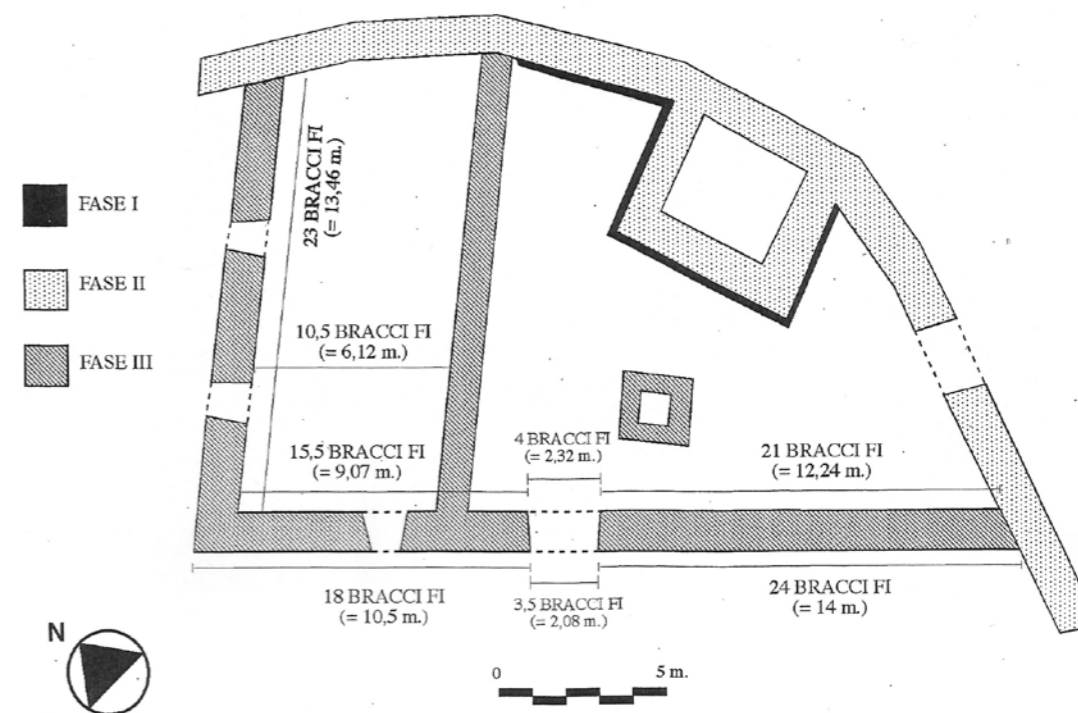 FASE I
FASE II
FASE III
23 BRACCI FI
(= 13,46 m.)
10,5 BRACCI FI
(= 6,12 m.)
15,5 BRACCI FI
(= 9,07 m.)
4 BRACCI FI
(= 2,32 m.)
21 BRACCI FI
(= 12,24 m.)
18 BRACCI FI
(= 10,5 m.)
3,5 BRACCI FI
(= 2,08 m.)
24 BRACCI FI
(= 14 m.)
N
0 5 m.